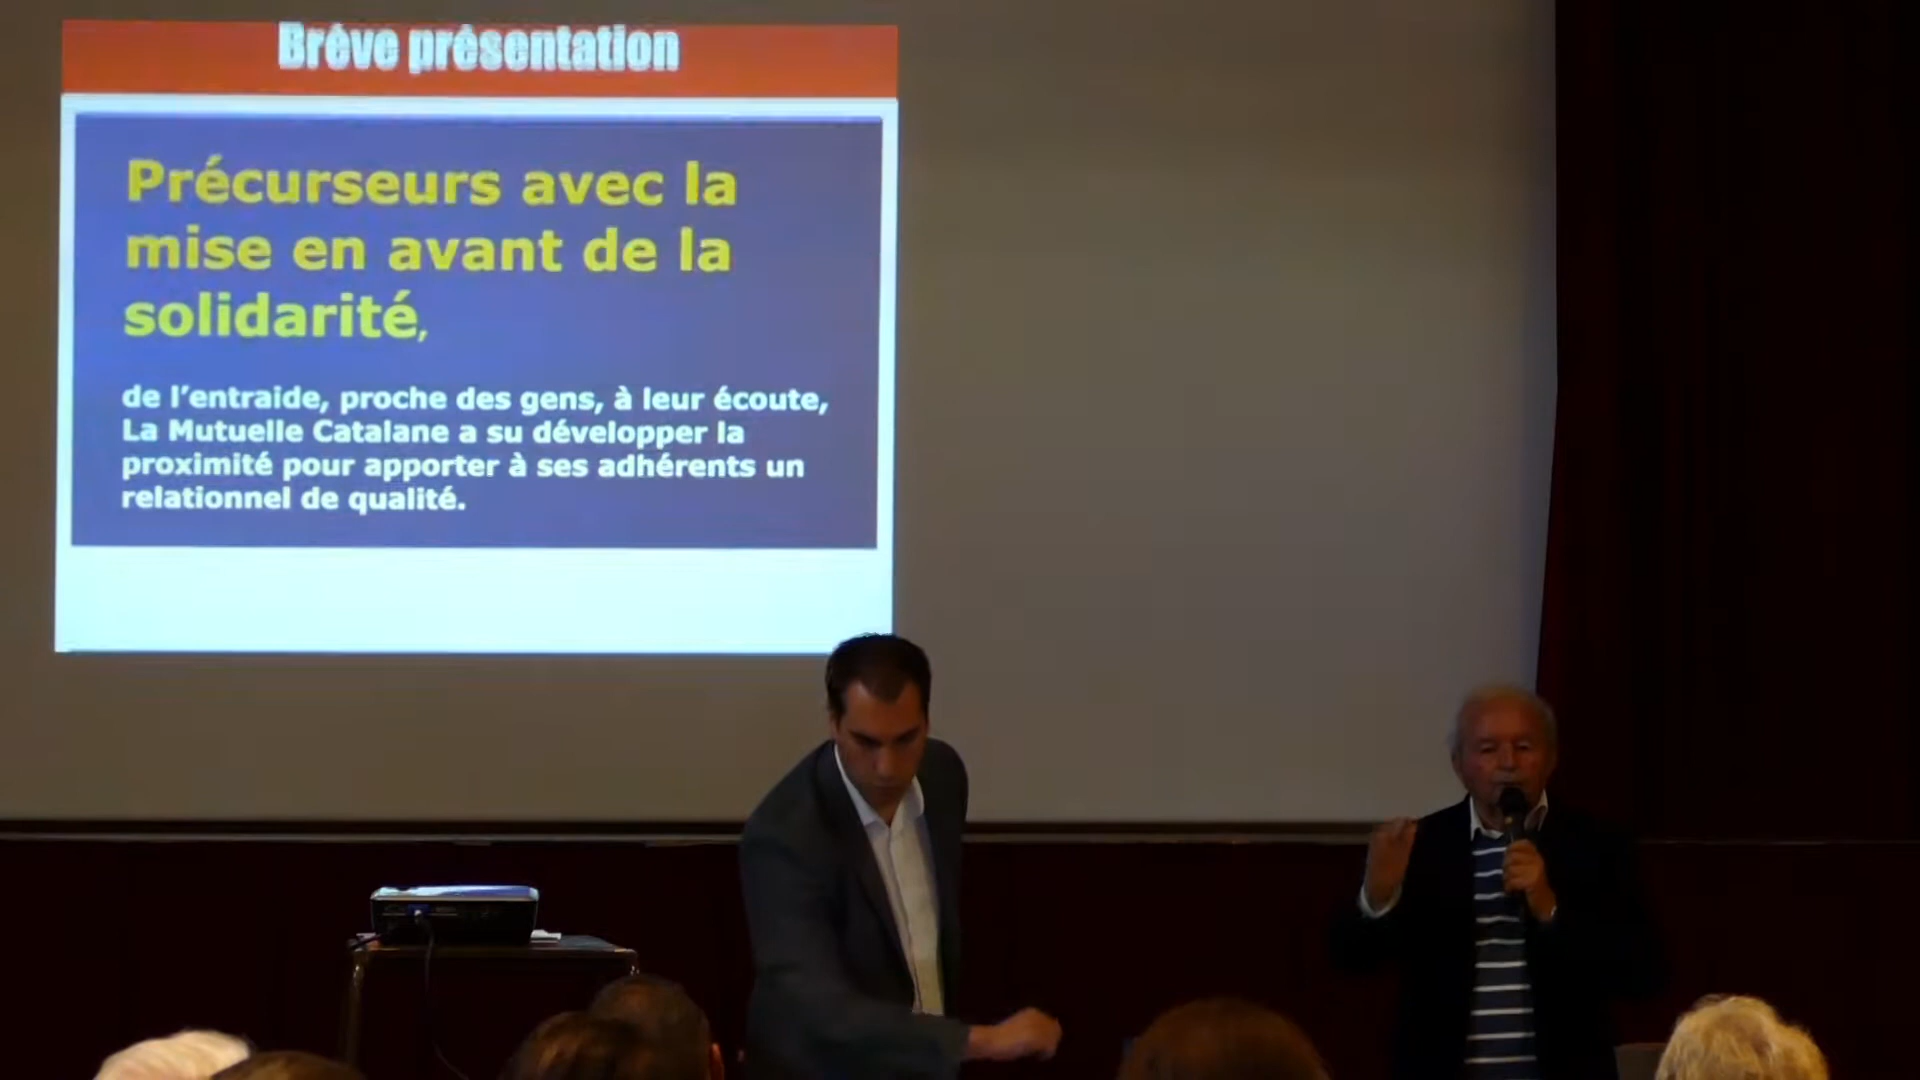 Brève présentation
Précurseurs avec la
mise en avant de la
solidarité,
de l'entraide, proche des gens, à leur écoute,
La Mutuelle Catalane a su développer la
proximité pour apporter à ses adhérents un
relationnel de qualité.